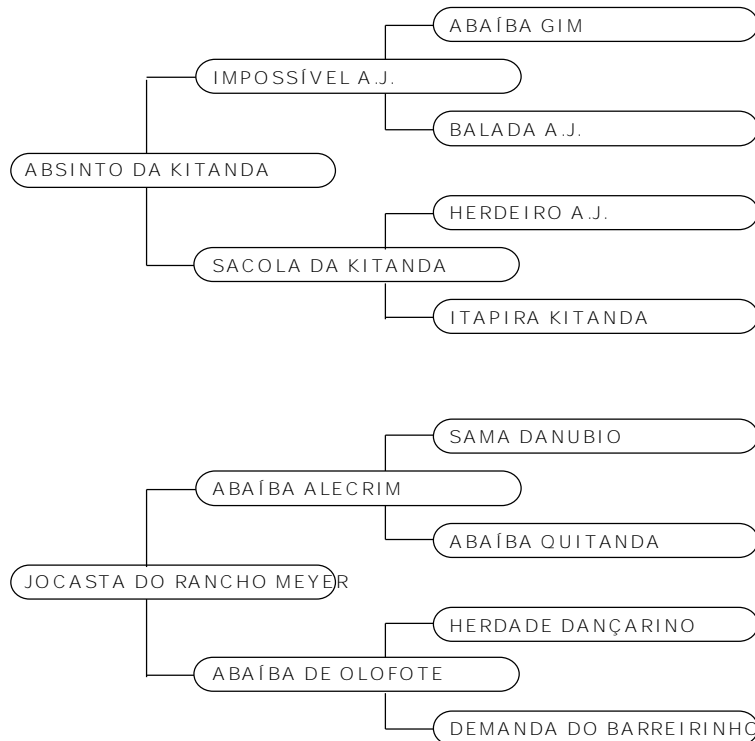 ABAÍBA GIM
IMPOSSÍVEL A.J.
BALADA A.J.
ABSINTO DA KITANDA
HERDEIRO A.J.
SACOLA DA KITANDA
ITAPIRA KITANDA
SAMA DANUBIO
ABAÍBA ALECRIM
ABAÍBA QUITANDA
JOCASTA DO RANCHO MEYER
HERDADE DANÇARINO
ABAÍBA DE OLOFOTE
DEMANDA DO BARREIRINHO